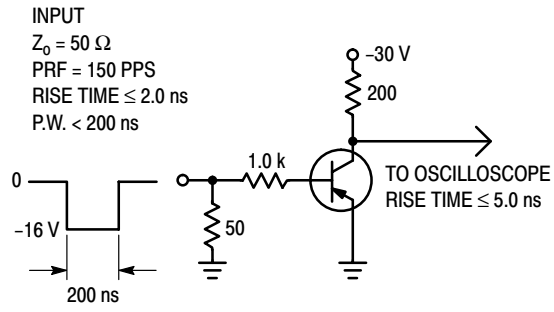 INPUT
Zo = 50 Ω
PRF = 150 PPS
RISE TIME ≤ 2.0 ns
P.W. < 200 ns
−30 V
200
1.0 k
TO OSCILLOSCOPE
RISE TIME ≤ 5.0 ns
0
−16 V
50
200 ns